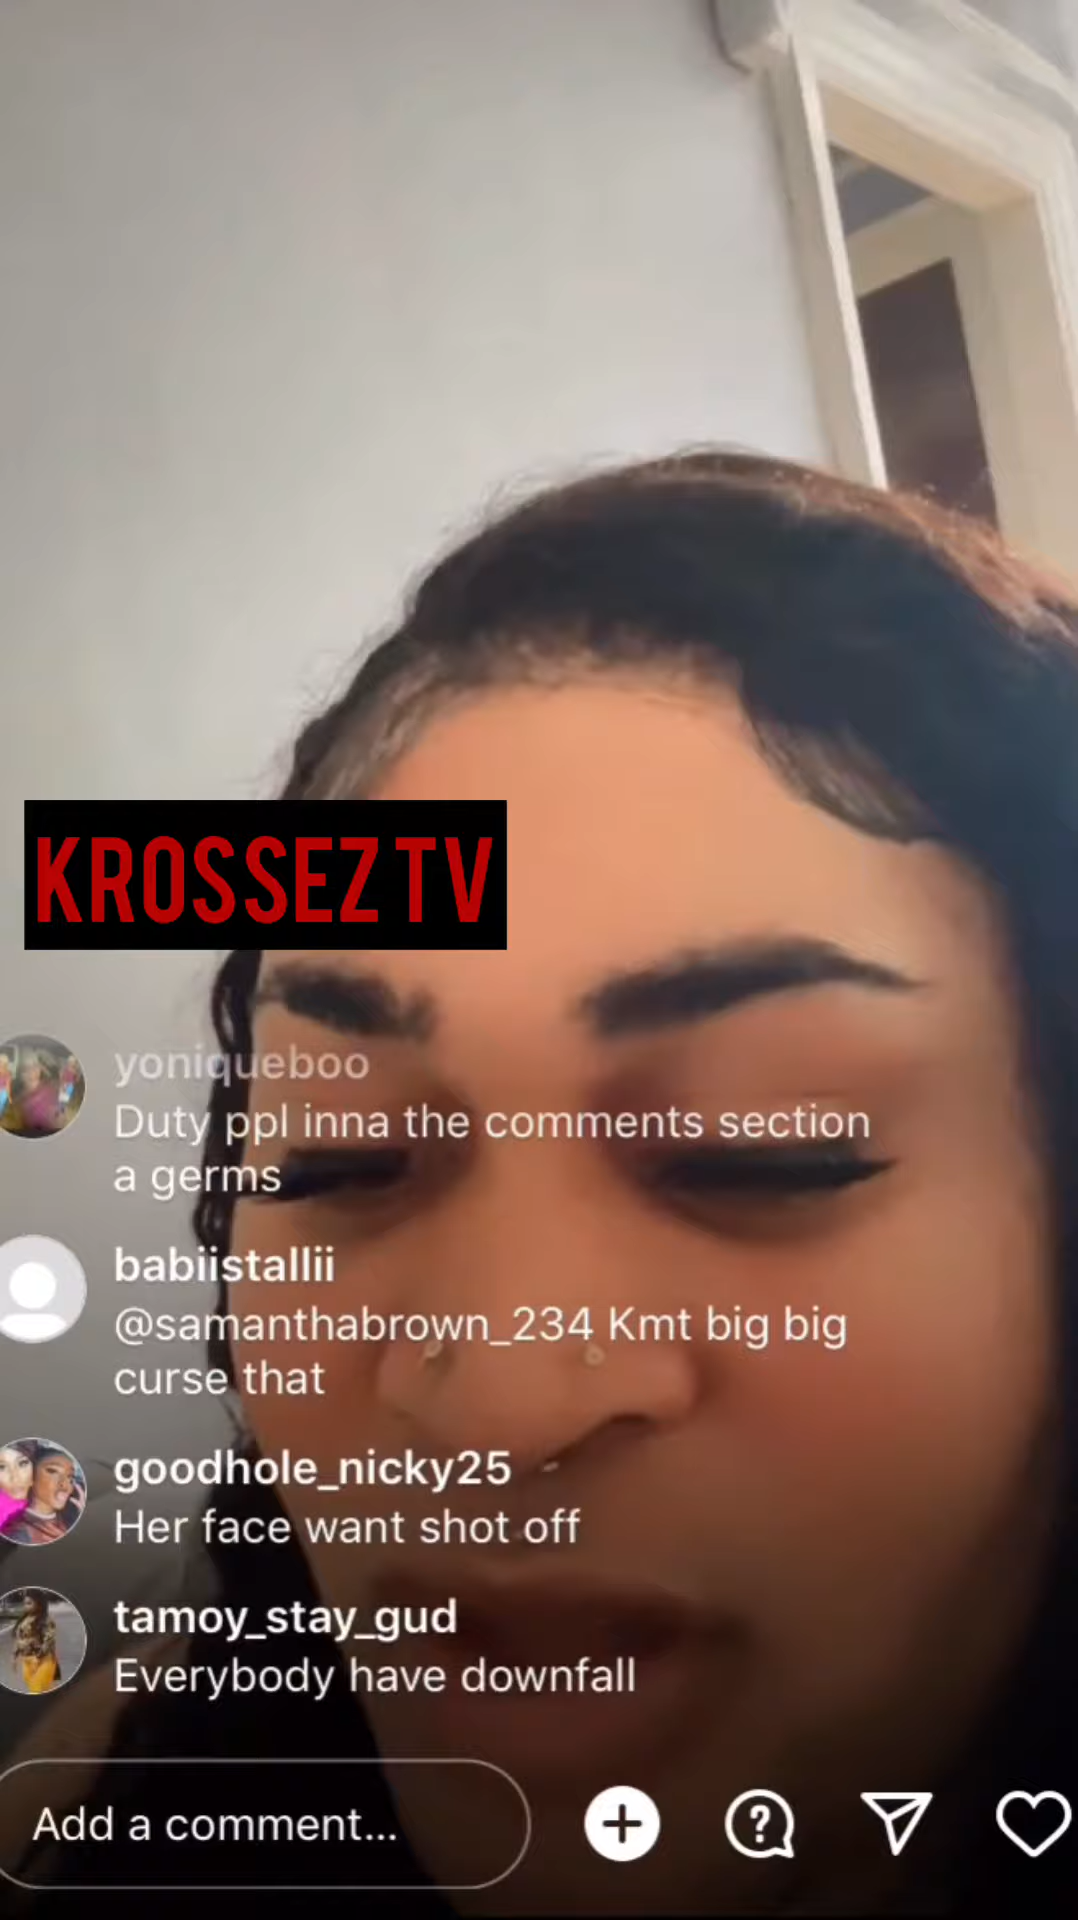 KROSSEZ TV
yoniqueboo
Duty ppl inna the comments section
a germs
babiistallii
@samanthabrown_234 Kmt big big
curse that
goodhole_nicky25
Her face want shot off
tamoy_stay_gud
Everybody have downfall
Add a comment...